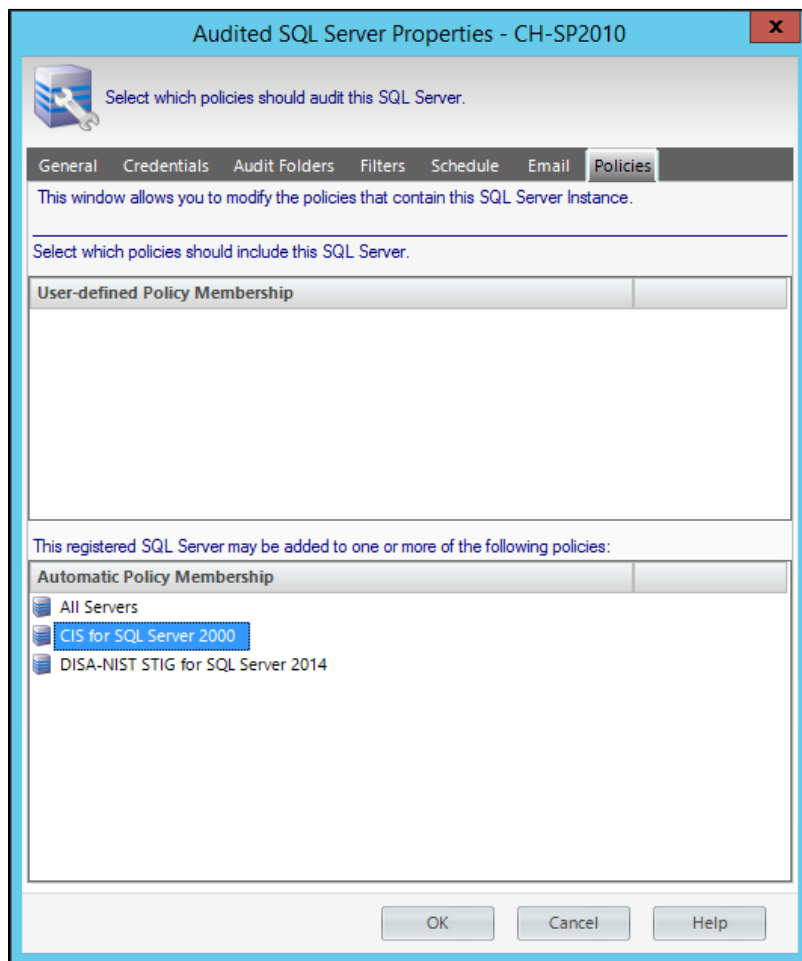 Audited SQL Server Properties - CH-SP2010
x
Select which policies should audit this SQL Server.
General Credentials Audit Folders Filters Schedule Email Policies
This window allows you to modify the policies that contain this SQL Server Instance.
Select which policies should include this SQL Server.
User-defined Policy Membership
This registered SQL Server may be added to one or more of the following policies:
Automatic Policy Membership
All Servers
CIS for SQL Server 2000
DISA-NIST STIG for SQL Server 2014
OK Cancel Help